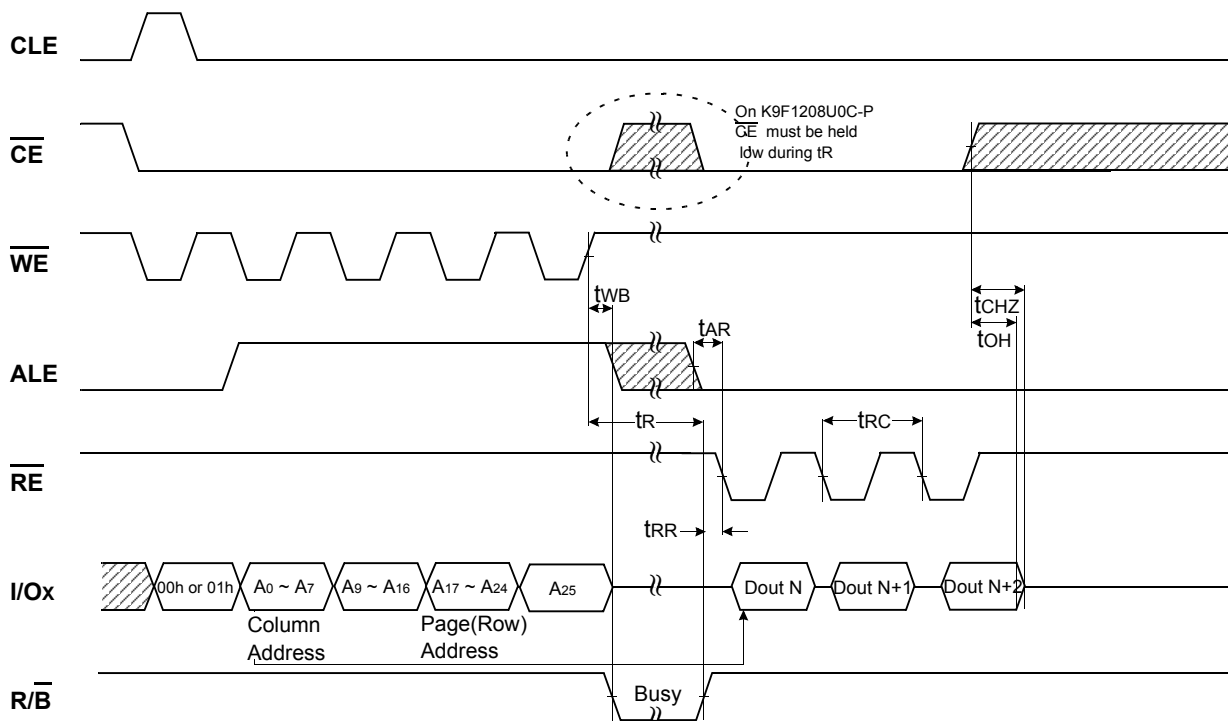 CLE
On K9F1208U0C-P
CE must be held
low during tR
CE
WE
tWB
tCHZ
tAR
tOH
ALE
tR
tRC
RE
tRR
I/Ox
00h or 01h
A0 ~ A7
A9 ~ A16
A17 ~ A24
A25
Dout N
Dout N+1
Dout N+2
Column
Address
Page(Row)
Address
R/B
Busy